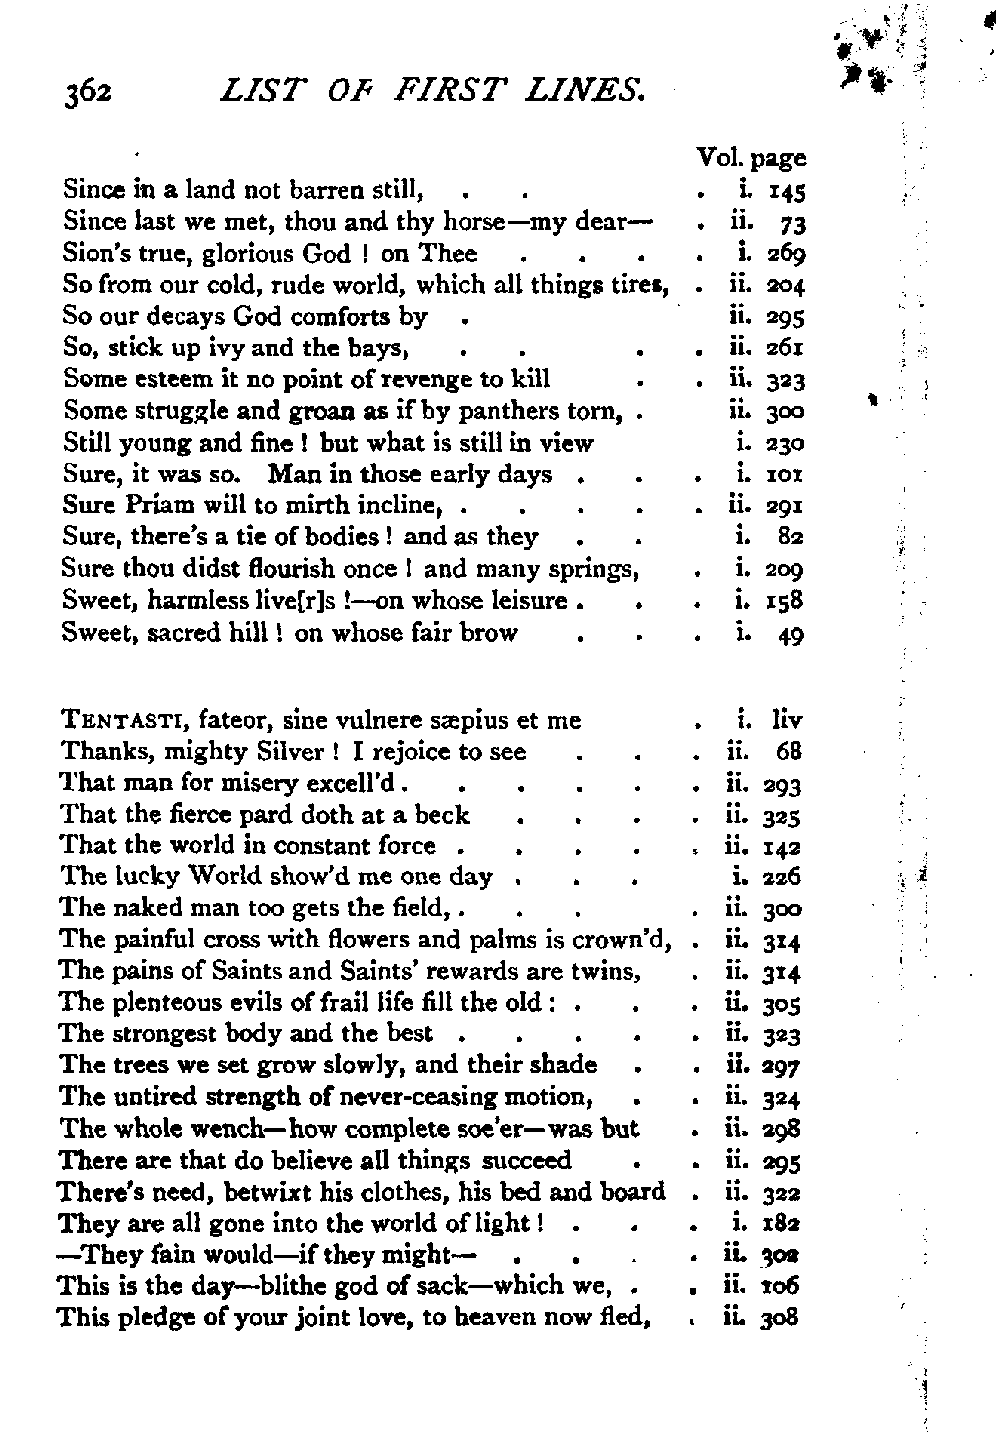 362 LIST OF FIRST LINES.
Vol. page
Since in a land not barren still, . . . i. 145
Since last we met, thou and thy horse—my dear— . ii. 73
Sion's true, glorious God ! on Thee . . . . i. 269
So from our cold, rude world, which all things tires, . ii. 204
So our decays God comforts by . ii. 295
So, stick up ivy and the bays, . . . . ii. 261
Some esteem it no point of revenge to kill . . ii. 323
Some struggle and groan as if by panthers torn, . ii. 300
Still young and fine ! but what is still in view i. 230
Sure, it was so. Man in those early days . . . i. 101
Sure Priam will to mirth incline, . . . . . ii. 291
Sure, there's a tie of bodies ! and as they . . i. 82
Sure thou didst flourish once ! and many springs, . i. 209
Sweet, harmless live[r]s !—on whose leisure . . . i. 158
Sweet, sacred hill ! on whose fair brow . . . i. 49
TENTASTI, fateor, sine vulnere sæpius et me . i. liv
Thanks, mighty Silver ! I rejoice to see . . . ii. 68
That man for misery excell'd . . . . . . ii. 293
That the fierce pard doth at a beck . . . . ii. 325
That the world in constant force . . . . . ii. 142
The lucky World show'd me one day . . . i. 226
The naked man too gets the field, . . . . ii. 300
The painful cross with flowers and palms is crown'd, . ii. 314
The pains of Saints and Saints' rewards are twins, . ii. 314
The plenteous evils of frail life fill the old : . . . ii. 305
The strongest body and the best . . . . . ii. 323
The trees we set grow slowly, and their shade . . ii. 297
The untired strength of never-ceasing motion, . . ii. 324
The whole wench—how complete soe'er—was but . ii. 298
There are that do believe all things succeed . . ii. 295
There's need, betwixt his clothes, his bed and board . ii. 322
They are all gone into the world of light ! . . . i. 182
—They fain would—if they might— . . . . ii. 302
This is the day—blithe god of sack—which we, . . ii. 106
This pledge of your joint love, to heaven now fled, . ii. 308